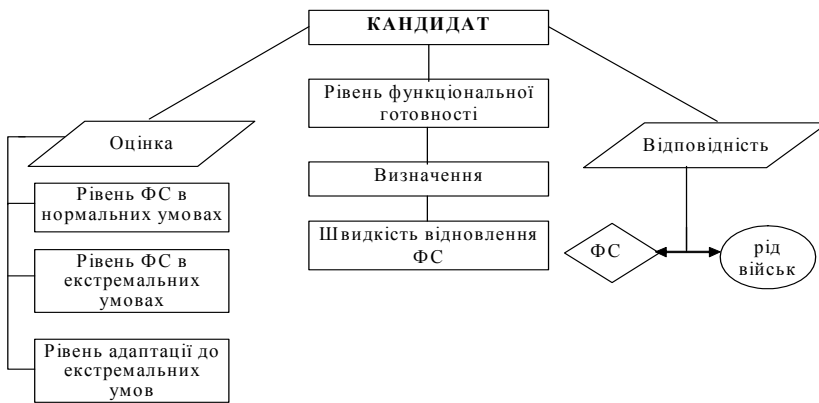 КАНДИДАТ
Рівень функціональної
готовності
Оцінка
Відповідність
Визначення
Рівень ФС в
нормальних умовах
Швидкість відновлення
ФС
ФС
рід
військ
Рівень ФС в
екстремальних
умовах
Рівень адаптації до
екстремальних
умов